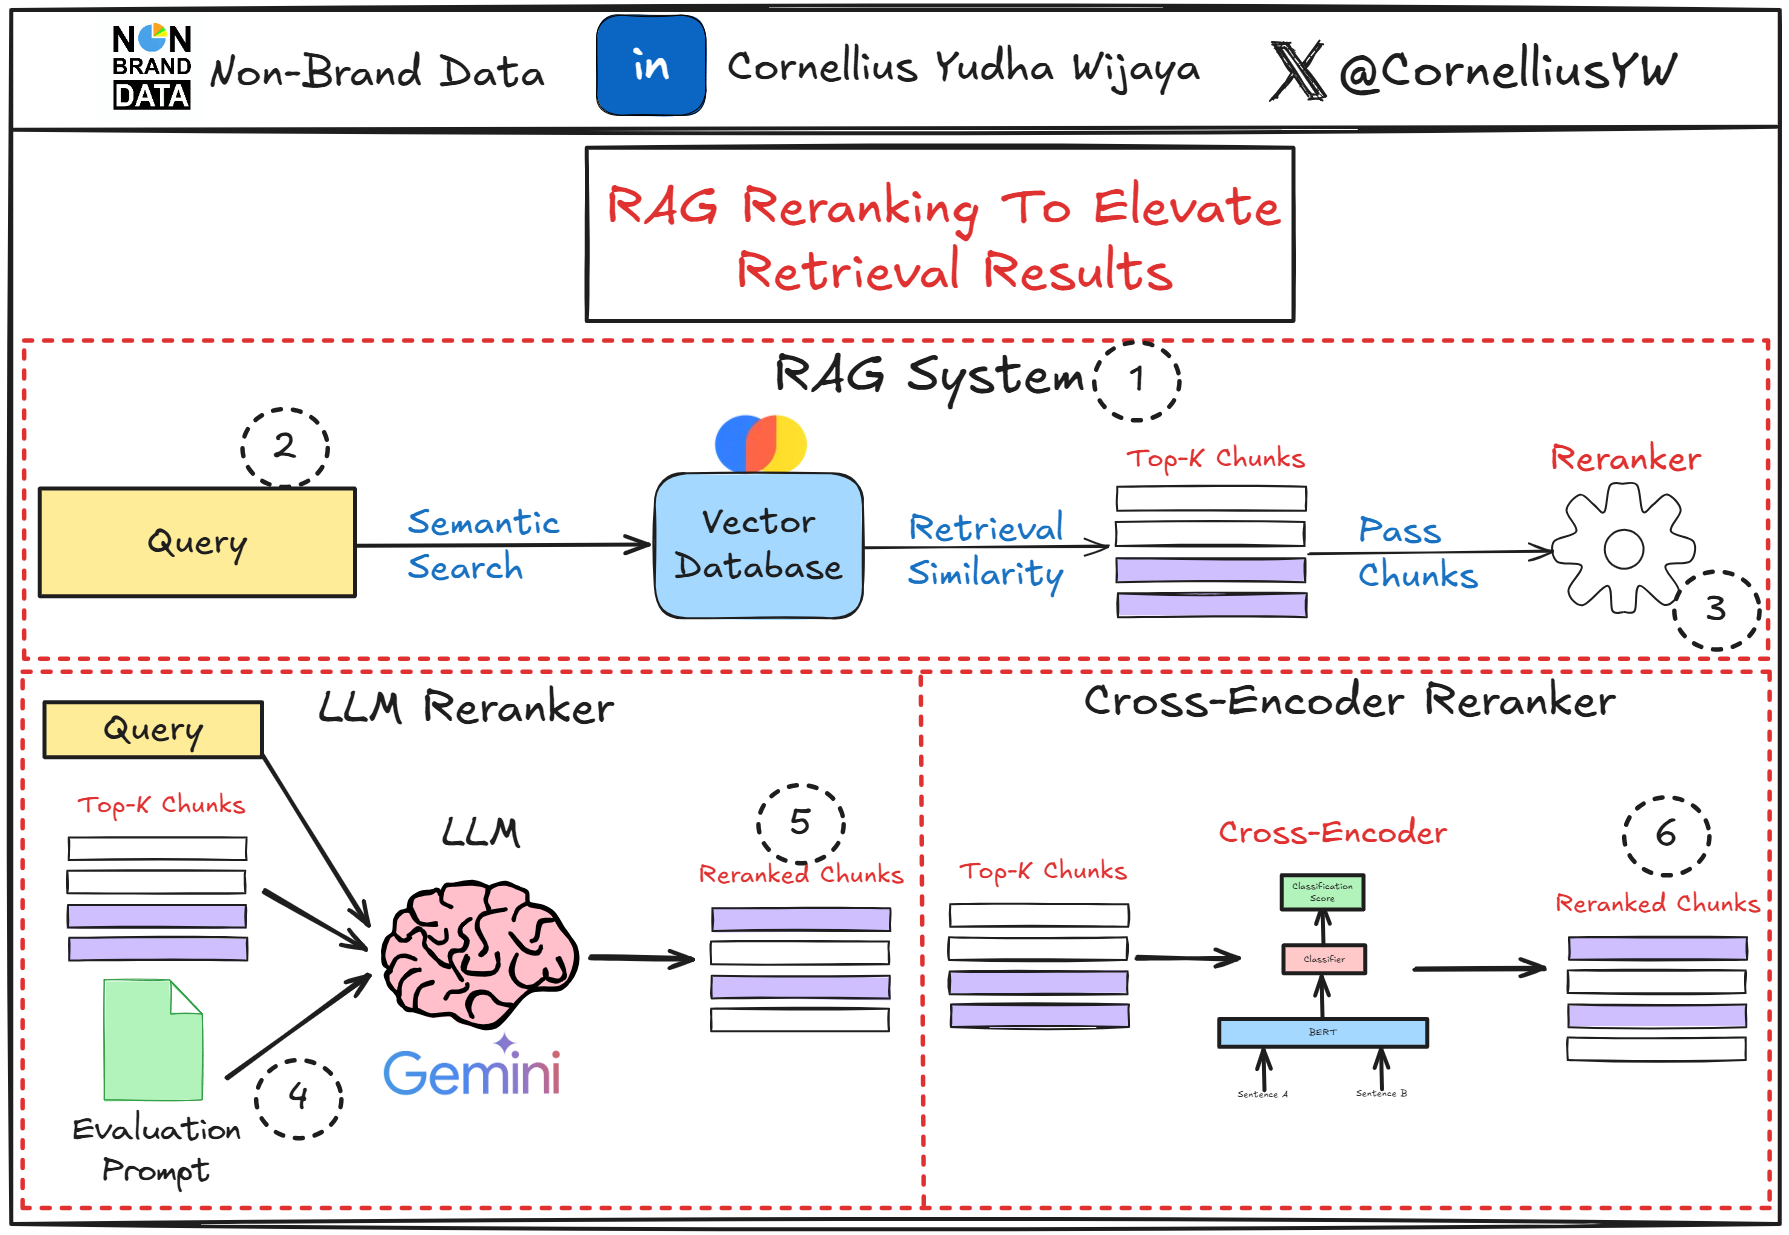 NON
BRAND
DATA
Non-Brand Data
in
Cornellius Yudha Wijaya
X @CornelliusYW
RAG Reranking To Elevate
Retrieval Results
RAG System
1
2
Query
Semantic
Search
Vector
Database
Retrieval
Similarity
Top-K Chunks
Pass
Chunks
Reranker
3
LLM Reranker
Query
Top-K Chunks
Evaluation
Prompt
4
LLM
Gemini
5
Reranked Chunks
Cross-Encoder Reranker
Top-K Chunks
Cross-Encoder
Classification
Score
Classifier
BERT
Sentence A
Sentence B
6
Reranked Chunks